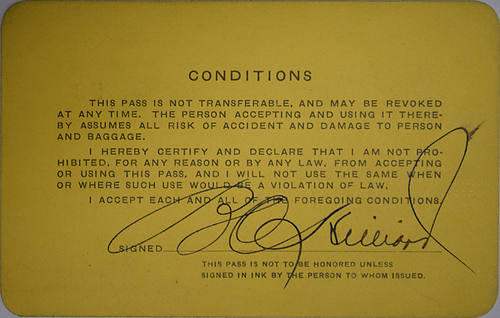 CONDITIONS
THIS PASS IS NOT TRANSFERABLE, AND MAY BE REVOKED
AT ANY TIME. THE PERSON ACCEPTING AND USING IT THERE-
BY ASSUMES ALL RISK OF ACCIDENT AND DAMAGE TO PERSON
AND BAGGAGE.
I HEREBY CERTIFY AND DECLARE THAT I AM NOT PRO-
HIBITED, FOR ANY REASON OR BY ANY LAW, FROM ACCEPTING
OR USING THIS PASS, AND I WILL NOT USE THE SAME WHEN
OR WHERE SUCH USE WOULD BE A VIOLATION OF LAW.
I ACCEPT EACH AND ALL OF THE FOREGOING CONDITIONS.
SIGNED Hilliard
THIS PASS IS NOT TO BE HONORED UNLESS
SIGNED IN INK BY THE PERSON TO WHOM ISSUED.